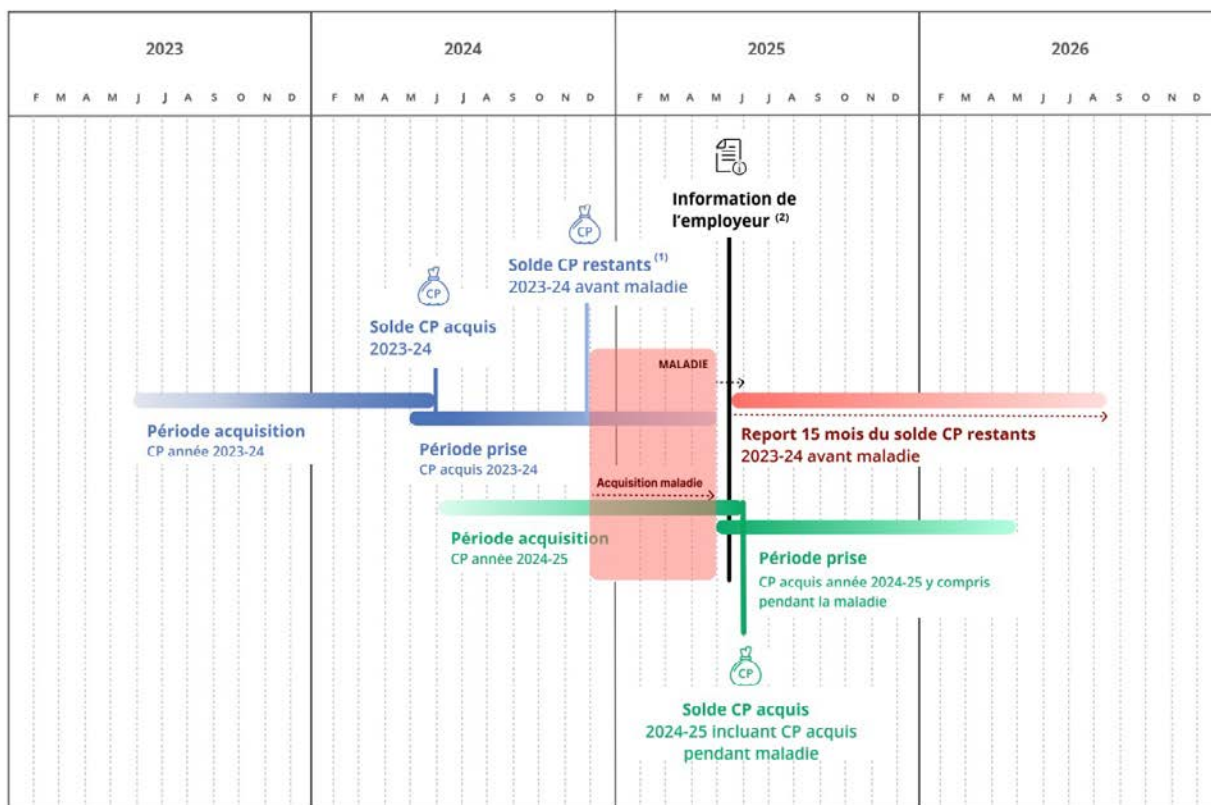 2023
2024
2025
2026
F M A M J J A S O N D
F M A M J J A S O N D
F M A M J J A S O N D
F M A M J J A S O N D
Information de
l'employeur (2)
CP
Solde CP restants (1)
2023-24 avant maladie
CP
Solde CP acquis
2023-24
MALADIE
Période acquisition
CP année 2023-24
Période prise
CP acquis 2023-24
Report 15 mois du solde CP restants
2023-24 avant maladie
Acquisition maladie
Période acquisition
CP année 2024-25
Période prise
CP acquis année 2024-25 y compris
pendant la maladie
CP
Solde CP acquis
2024-25 incluant CP acquis
pendant maladie